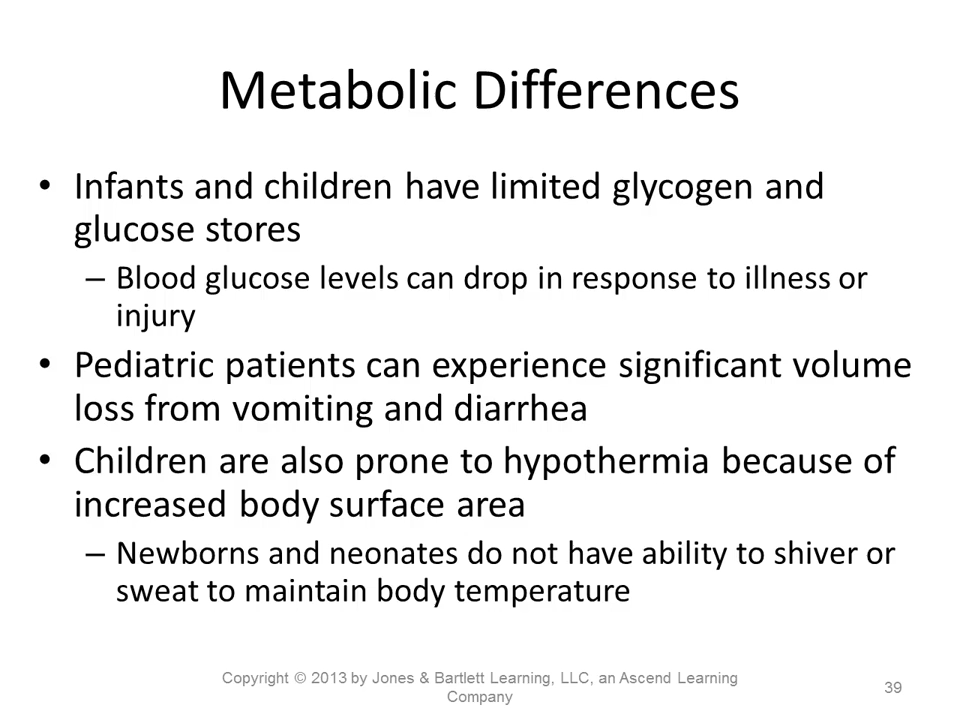 Metabolic Differences
• Infants and children have limited glycogen and
glucose stores
– Blood glucose levels can drop in response to illness or
injury
• Pediatric patients can experience significant volume
loss from vomiting and diarrhea
• Children are also prone to hypothermia because of
increased body surface area
– Newborns and neonates do not have ability to shiver or
sweat to maintain body temperature
Copyright © 2013 by Jones & Bartlett Learning, LLC, an Ascend Learning
Company
39